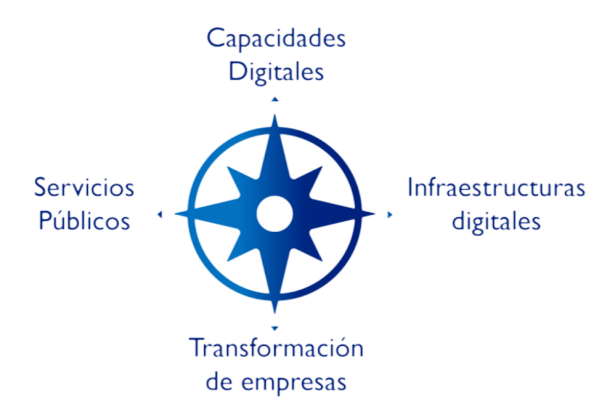 Capacidades
Digitales
Servicios
Públicos
Infraestructuras
digitales
Transformación
de empresas